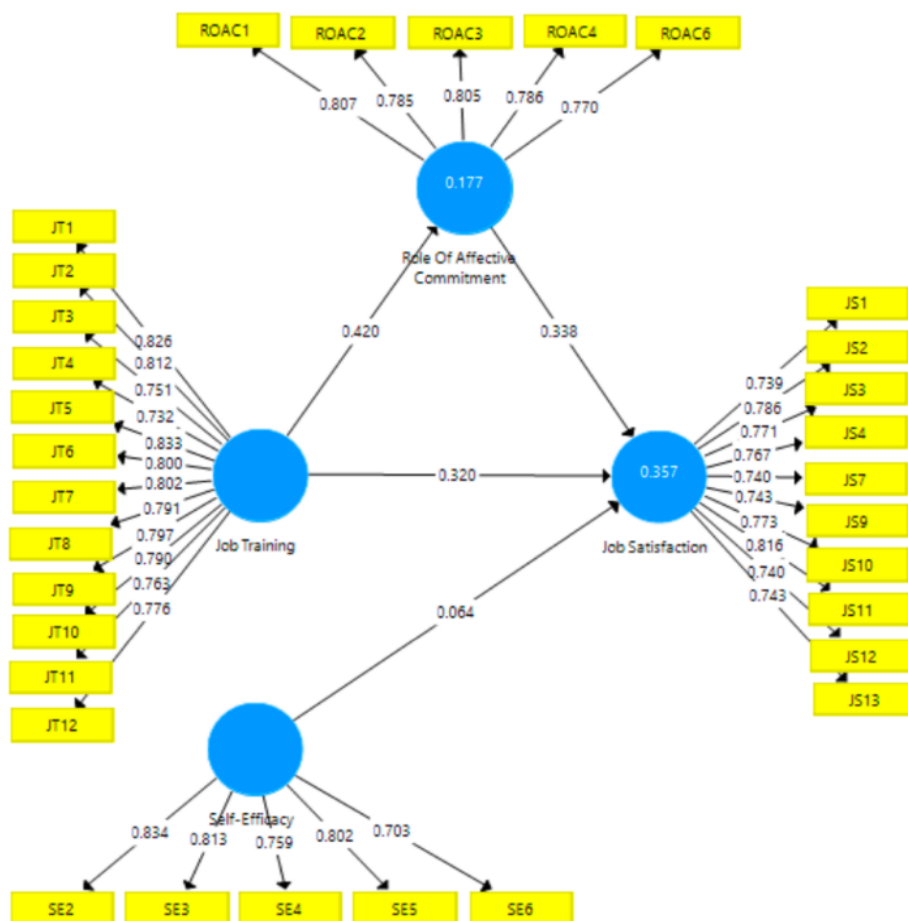 ROAC1
ROAC2
ROAC3
ROAC4
ROAC6
0.807
0.785
0.805
0.786
0.770
0.177
Role Of Affective
Commitment
JT1
JT2
JT3
JT4
JT5
JT6
JT7
JT8
JT9
JT10
JT11
JT12
0.826
0.812
0.751
0.732
0.833
0.800
0.802
0.791
0.797
0.790
0.763
0.776
Job Training
0.420
0.338
0.320
0.064
0.357
Job Satisfaction
0.739
0.786
0.771
0.767
0.740
0.743
0.773
0.816
0.740
0.743
JS1
JS2
JS3
JS4
JS7
JS9
JS10
JS11
JS12
JS13
Self-Efficacy
0.834
0.813
0.759
0.802
0.703
SE2
SE3
SE4
SE5
SE6